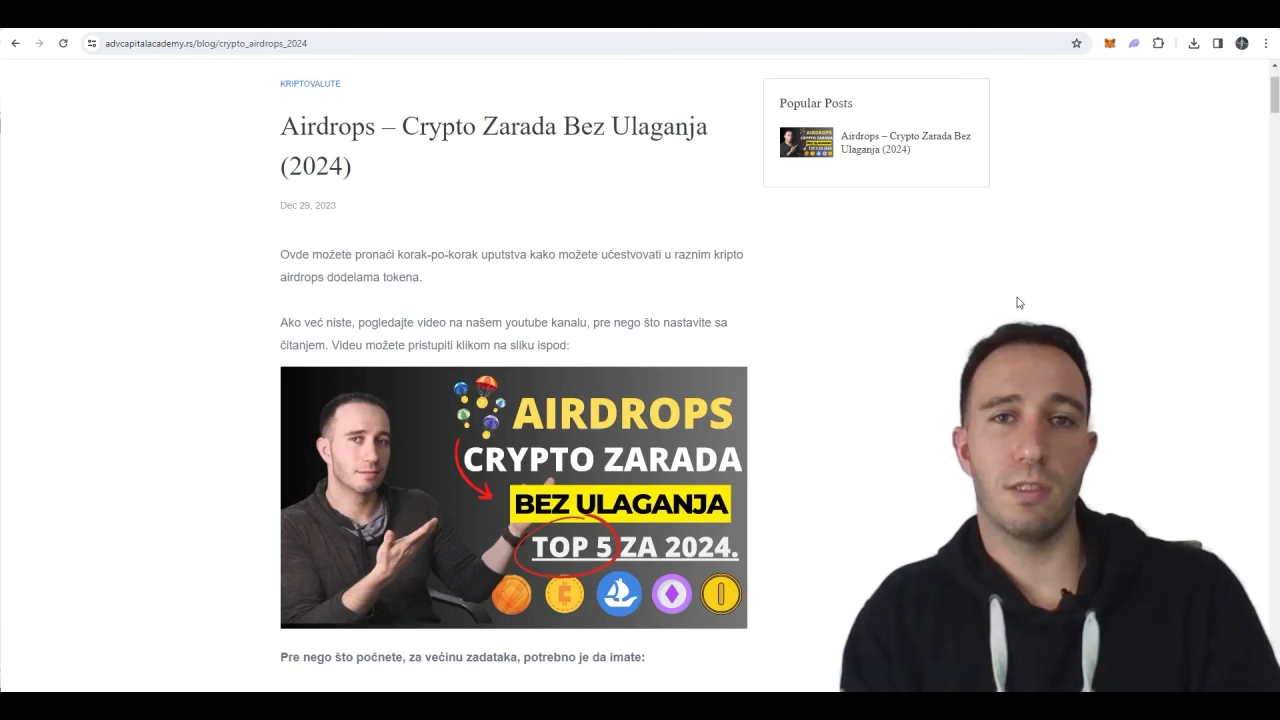 advcapitalacademy.rs/blog/crypto_airdrops_2024
KRIPTOVALUTE
Airdrops – Crypto Zarada Bez Ulaganja
(2024)
Dec 29, 2023
Ovde možete pronaći korak-po-korak uputstva kako možete učestvovati u raznim kripto
airdrops dodelama tokena.
Ako već niste, pogledajte video na našem youtube kanalu, pre nego što nastavite sa
čitanjem. Videu možete pristupiti klikom na sliku ispod:
AIRDROPS
CRYPTO ZARADA
BEZ ULAGANJA
TOP 5 ZA 2024.
Pre nego što počnete, za većinu zadataka, potrebno je da imate:
Popular Posts
Airdrops – Crypto Zarada Bez
Ulaganja (2024)